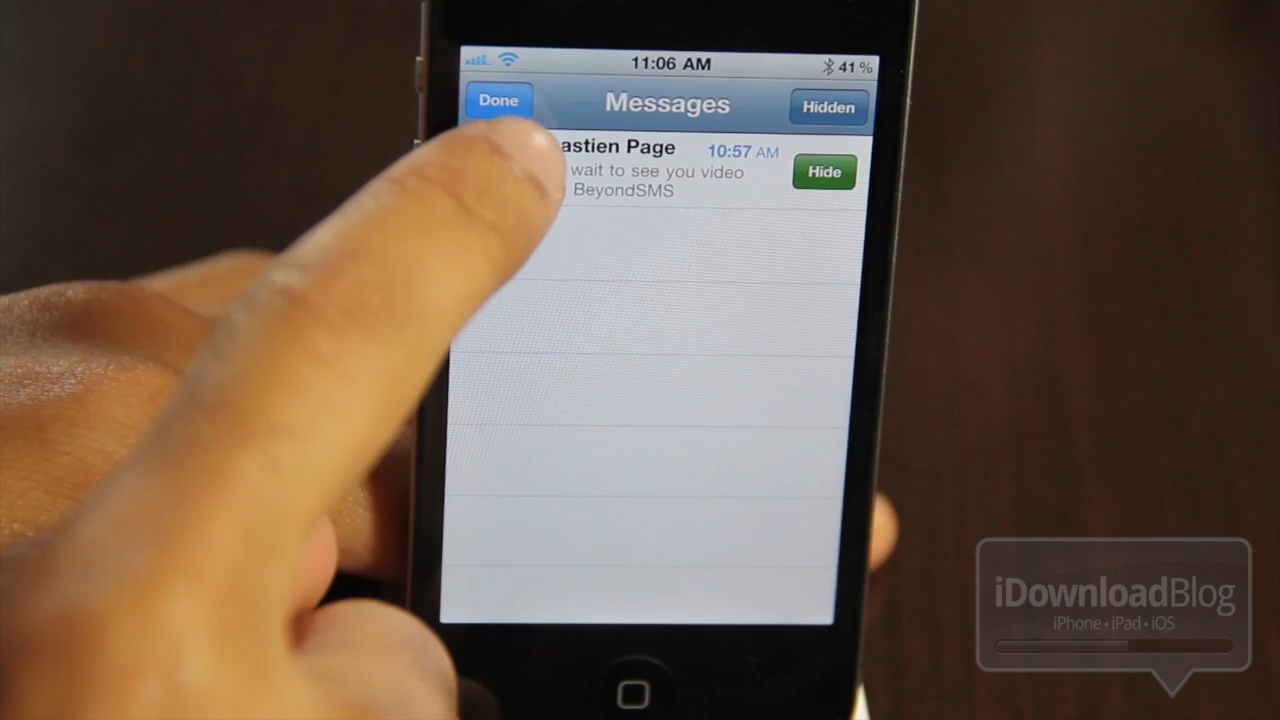 11:06 AM
41%
Done
Messages
Hidden
astien Page
10:57 AM
wait to see you video
BeyondSMS
Hide
iDownloadBlog
iPhone • iPad • iOS